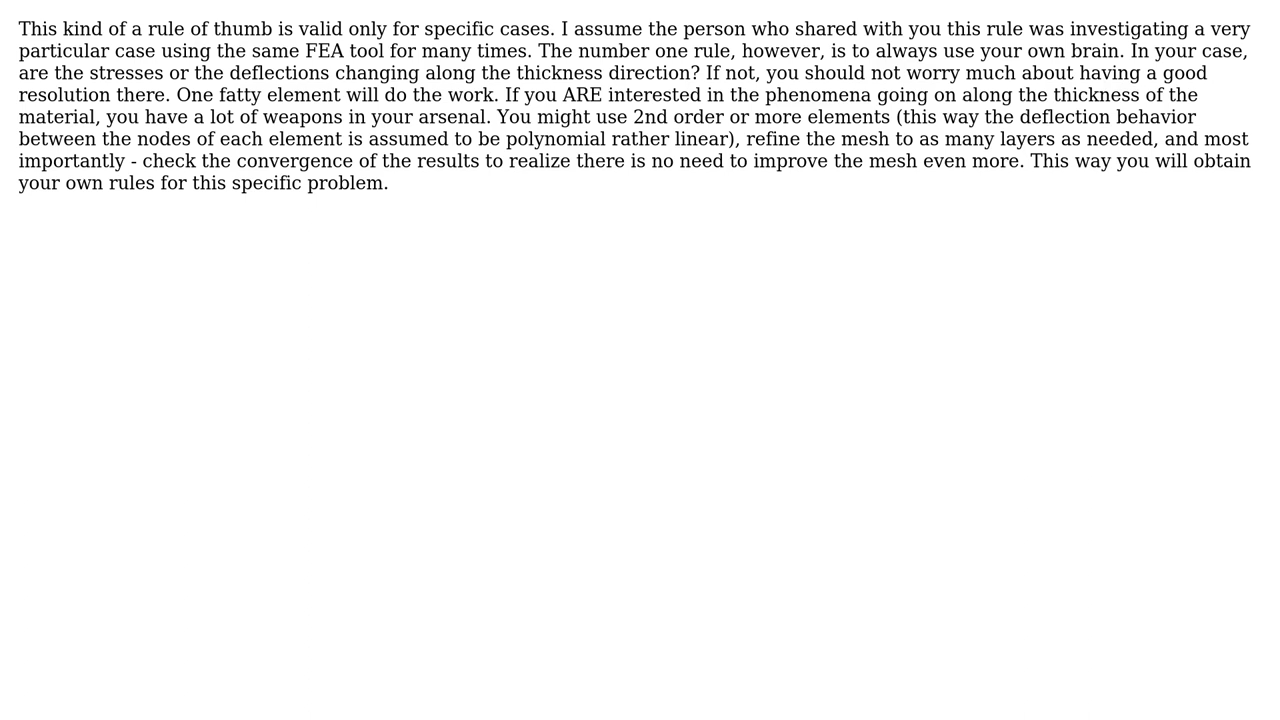 This kind of a rule of thumb is valid only for specific cases. I assume the person who shared with you this rule was investigating a very
particular case using the same FEA tool for many times. The number one rule, however, is to always use your own brain. In your case,
are the stresses or the deflections changing along the thickness direction? If not, you should not worry much about having a good
resolution there. One fatty element will do the work. If you ARE interested in the phenomena going on along the thickness of the
material, you have a lot of weapons in your arsenal. You might use 2nd order or more elements (this way the deflection behavior
between the nodes of each element is assumed to be polynomial rather linear), refine the mesh to as many layers as needed, and most
importantly - check the convergence of the results to realize there is no need to improve the mesh even more. This way you will obtain
your own rules for this specific problem.